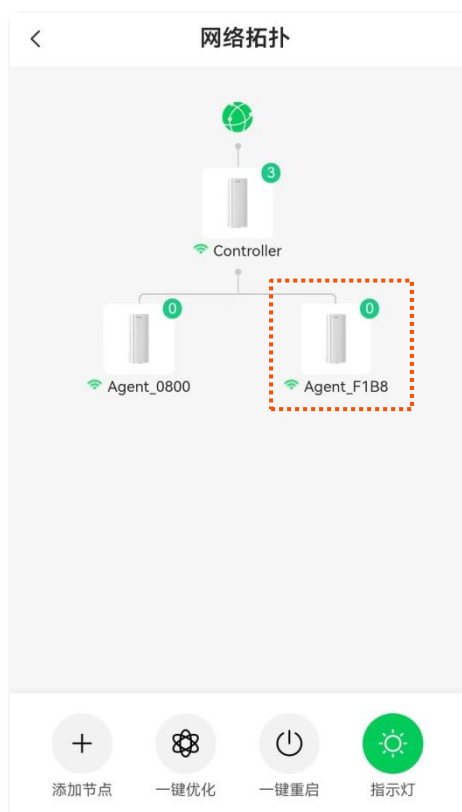 网络拓扑
3
Controller
0
0
Agent_0800
Agent_F1B8
添加节点
一键优化
一键重启
指示灯